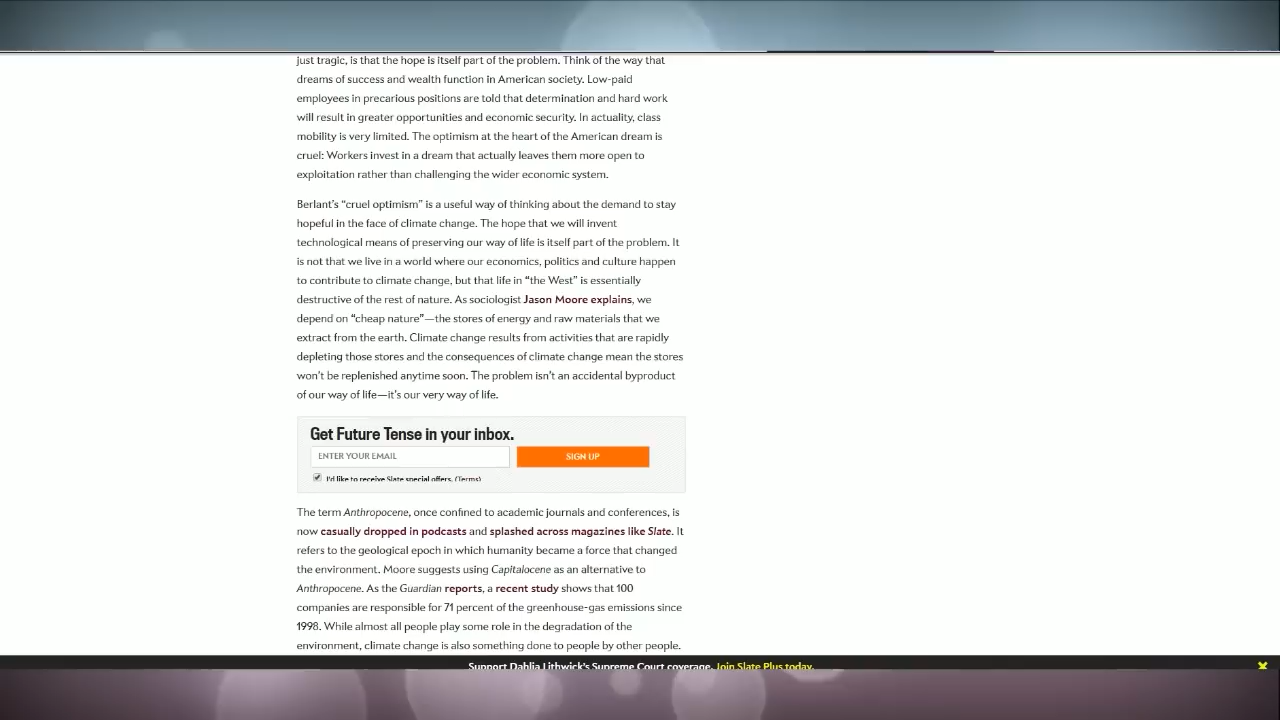 just tragic, is that the hope is itself part of the problem. Think of the way that
dreams of success and wealth function in American society. Low-paid
employees in precarious positions are told that determination and hard work
will result in greater opportunities and economic security. In actuality, class
mobility is very limited. The optimism at the heart of the American dream is
cruel: Workers invest in a dream that actually leaves them more open to
exploitation rather than challenging the wider economic system.
Berlant’s “cruel optimism” is a useful way of thinking about the demand to stay
hopeful in the face of climate change. The hope that we will invent
technological means of preserving our way of life is itself part of the problem. It
is not that we live in a world where our economics, politics and culture happen
to contribute to climate change, but that life in “the West” is essentially
destructive of the rest of nature. As sociologist Jason Moore explains, we
depend on “cheap nature”—the stores of energy and raw materials that we
extract from the earth. Climate change results from activities that are rapidly
depleting those stores and the consequences of climate change mean the stores
won’t be replenished anytime soon. The problem isn’t an accidental byproduct
of our way of life—it’s our very way of life.
Get Future Tense in your inbox.
ENTER YOUR EMAIL SIGN UP
I'd like to receive Slate special offers. (Terms)
The term Anthropocene, once confined to academic journals and conferences, is
now casually dropped in podcasts and splashed across magazines like Slate. It
refers to the geological epoch in which humanity became a force that changed
the environment. Moore suggests using Capitalocene as an alternative to
Anthropocene. As the Guardian reports, a recent study shows that 100
companies are responsible for 71 percent of the greenhouse-gas emissions since
1998. While almost all people play some role in the degradation of the
environment, climate change is also something done to people by other people.
Support Dahlia Lithwick's Supreme Court coverage. Join Slate Plus today.